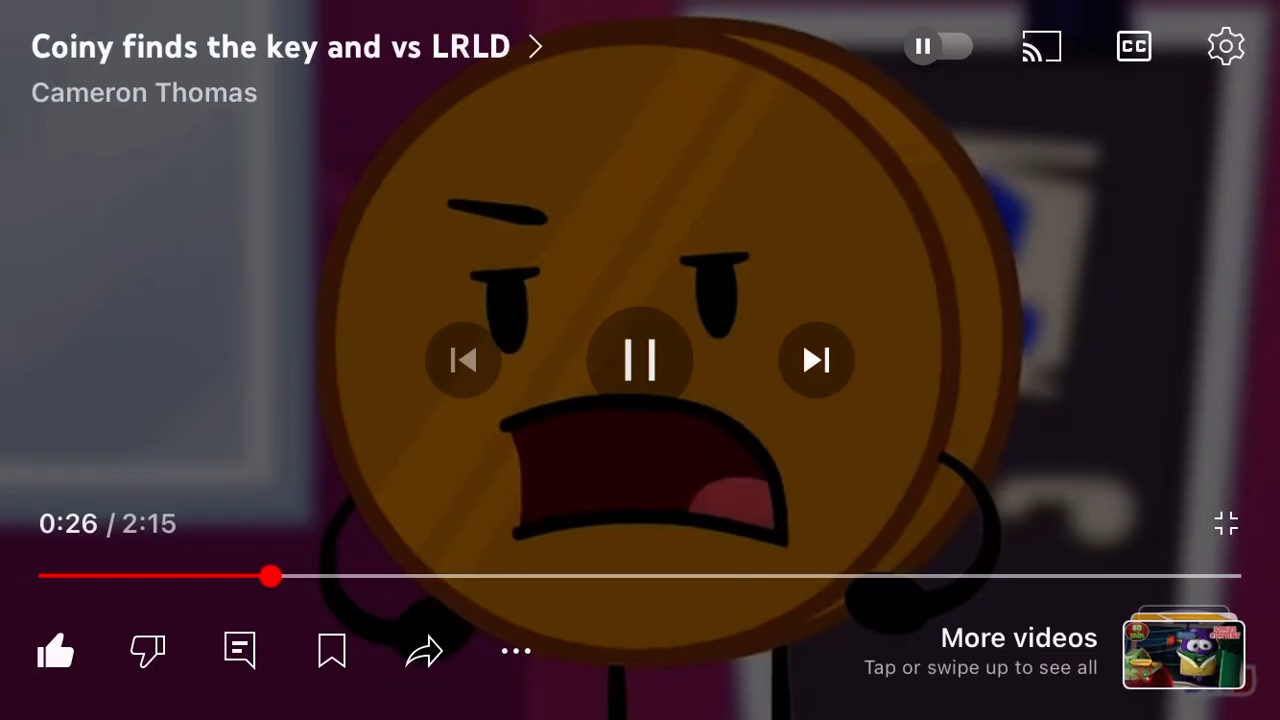 Coiny finds the key and vs LRLD
Cameron Thomas
CC
0:26 / 2:15
More videos
Tap or swipe up to see all